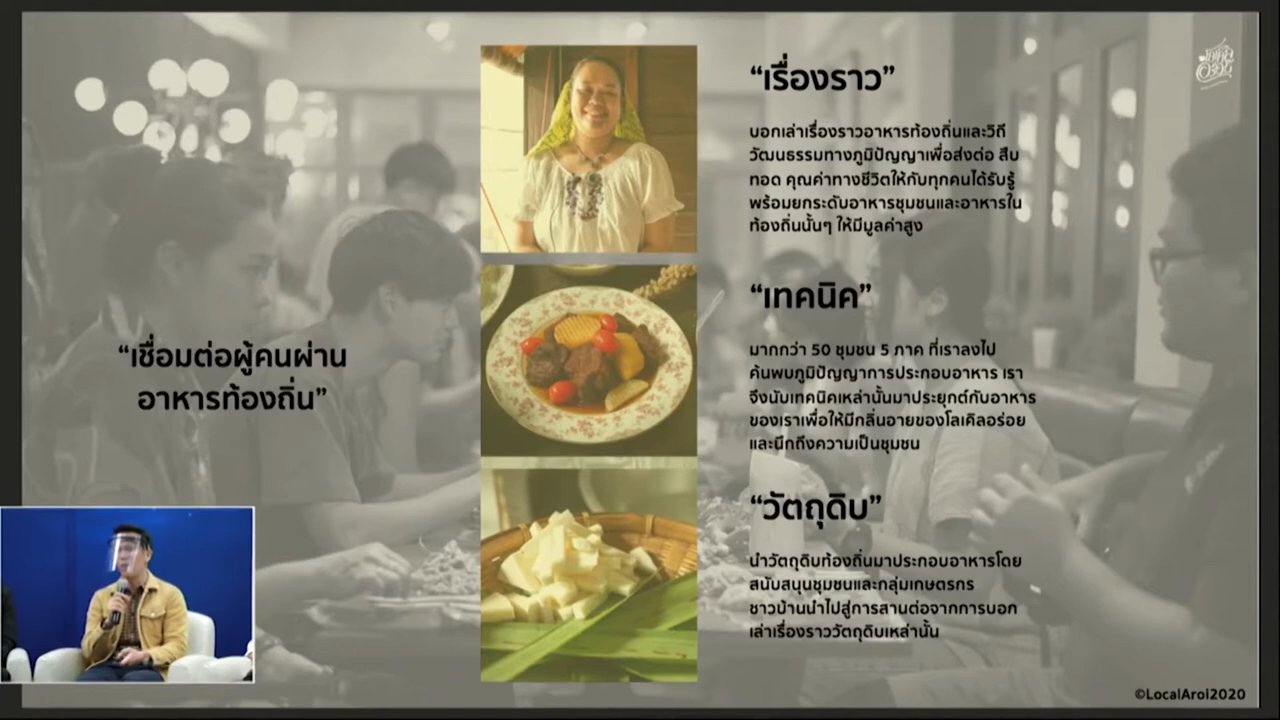 “เชื่อมต่อผู้คนผ่าน
อาหารท้องถิ่น”
“เรื่องราว”
บอกเล่าเรื่องราวอาหารท้องถิ่นและวิถี
วัฒนธรรมทางภูมิปัญญาเพื่อส่งต่อ สืบ
ทอด คุณค่าทางชีวิตให้กับทุกคนได้รับรู้
พร้อมยกระดับอาหารชุมชนและอาหารใน
ท้องถิ่นนั้นๆ ให้มีมูลค่าสูง
“เทคนิค”
มากกว่า 50 ชุมชน 5 ภาค ที่เราลงไป
ค้นพบภูมิปัญญาการประกอบอาหาร เรา
จึงนับเทคนิคเหล่านั้นมาประยุกต์กับอาหาร
ของเราเพื่อให้มีกลิ่นอายของโลเคิลอร่อย
และนึกถึงความเป็นชุมชน
“วัตถุดิบ”
นำวัตถุดิบท้องถิ่นมาประกอบอาหารโดย
สนับสนุนชุมชนและกลุ่มเกษตรกร
ชาวบ้านนำไปสู่การสานต่อจากการบอก
เล่าเรื่องราววัตถุดิบเหล่านั้น
โลเคิล
อร่อย
©LocalAroi2020